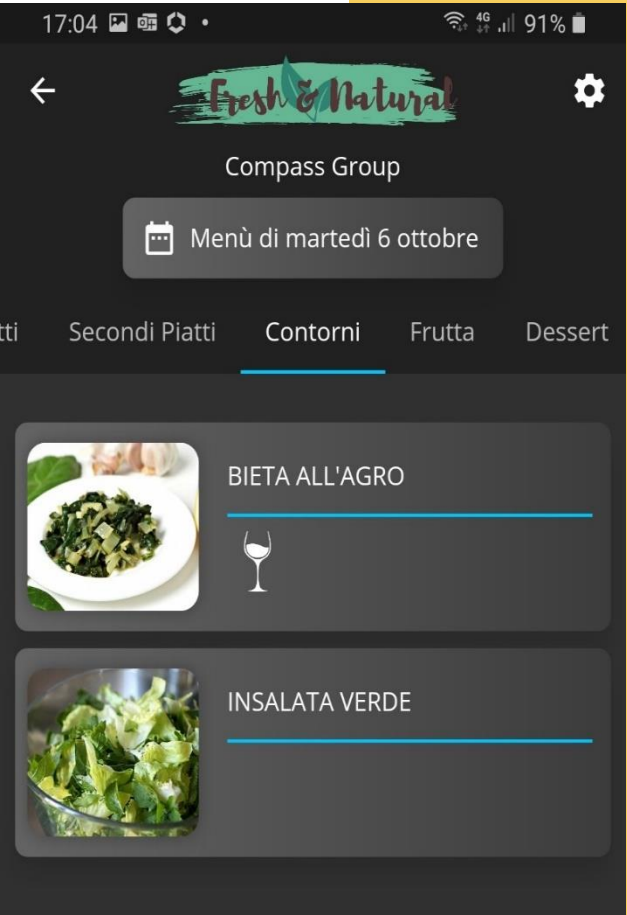 17:04
4G
91%
Fresh & Natural
Compass Group
Menù di martedì 6 ottobre
tti Secondi Piatti Contorni Frutta Dessert
BIETA ALL'AGRO
INSALATA VERDE